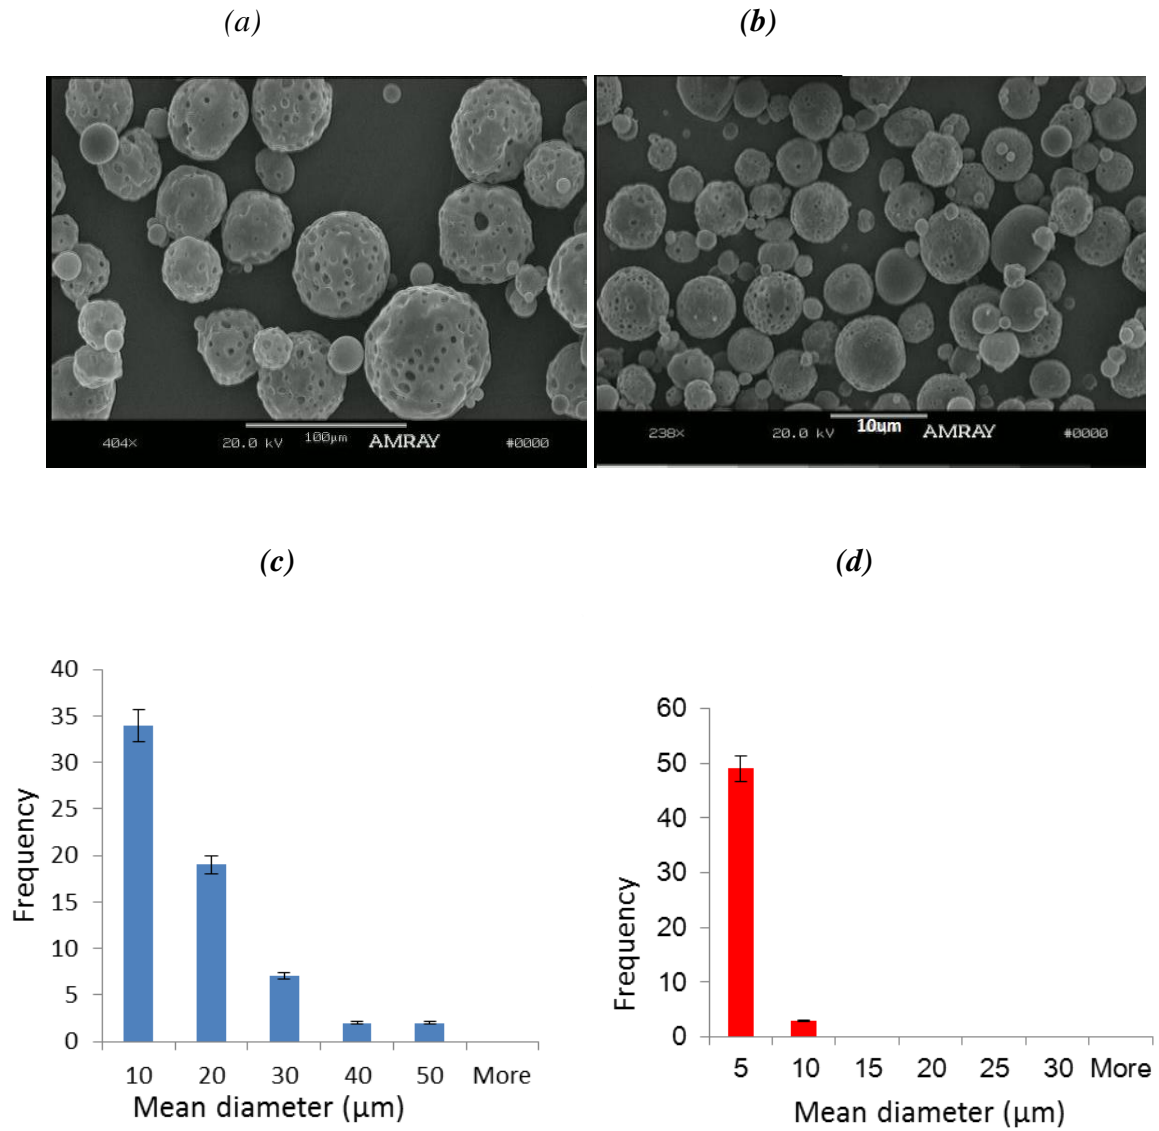 (a)
(b)
404× 20.0 kV 100µm AMRAY #0000
238× 20.0 kV 10µm AMRAY #0000
(c)
(d)
40
35
30
25
20
15
10
5
0
Frequency
10 20 30 40 50 More
Mean diameter (µm)
60
50
40
30
20
10
0
Frequency
5 10 15 20 25 30 More
Mean diameter (µm)